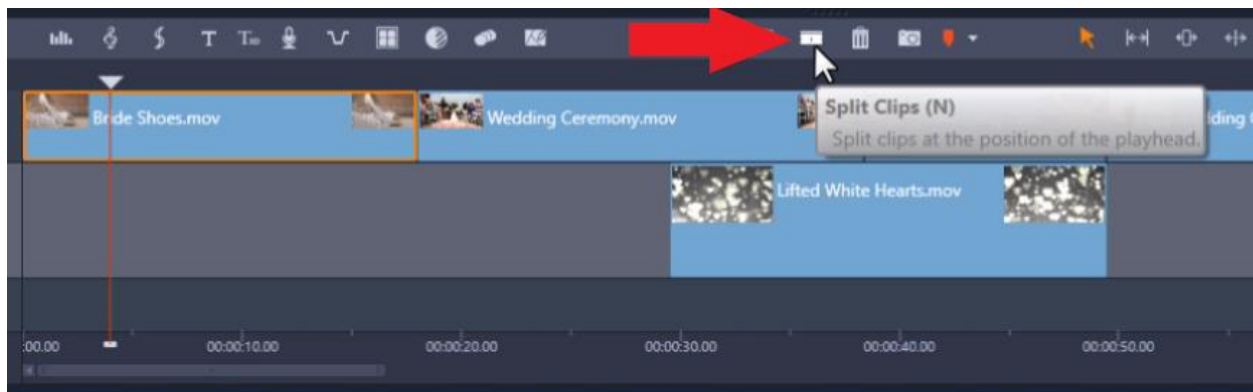 T T
Split Clips (N)
Split clips at the position of the playhead.
Bride Shoes.mov
Wedding Ceremony.mov
Lifted White Hearts.mov
:00.00 00:00:10.00 00:00:20.00 00:00:30.00 00:00:40.00 00:00:50.00